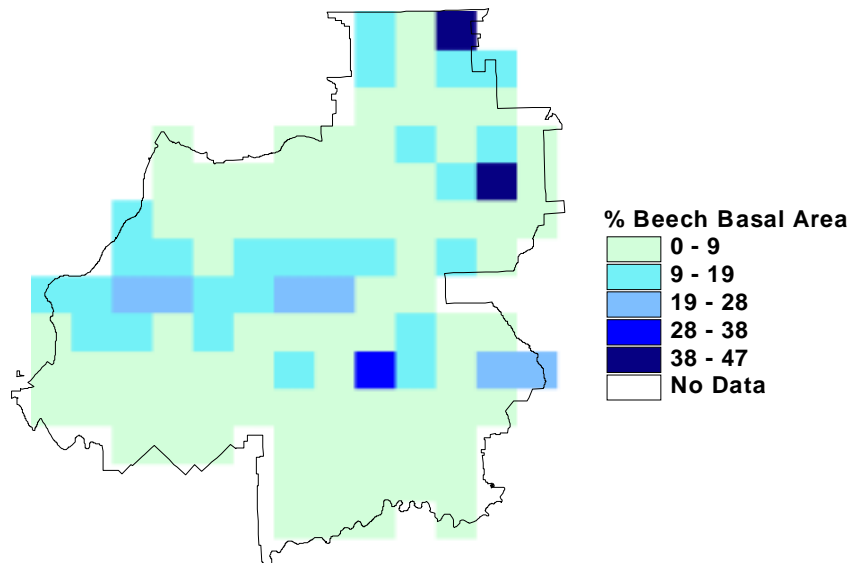 % Beech Basal Area
0 - 9
9 - 19
19 - 28
28 - 38
38 - 47
No Data